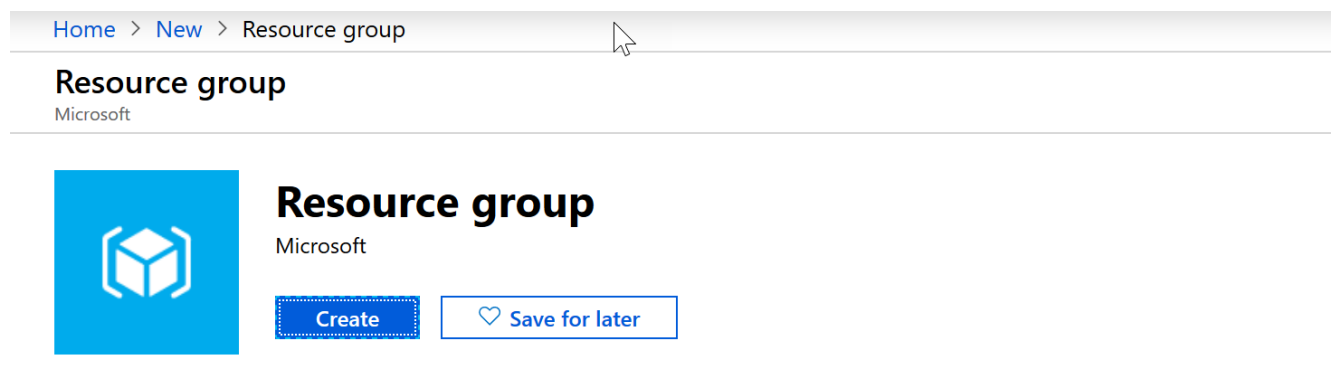 Home > New > Resource group
Resource group
Microsoft
Resource group
Microsoft
Create
Save for later